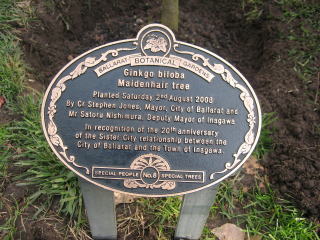 BALLARAT BOTANICAL GARDENS
Ginkgo biloba
Maidenhair tree
Planted Saturday 2nd August 2008
By Cr Stephen Jones, Mayor, City of Ballarat and
Mr Satoru Nishimura, Deputy Mayor of Inagawa.
In recognition of the 20th anniversary
of the Sister City relationship between the
City of Ballarat and the Town of Inagawa.
SPECIAL PEOPLE No.8 SPECIAL TREES